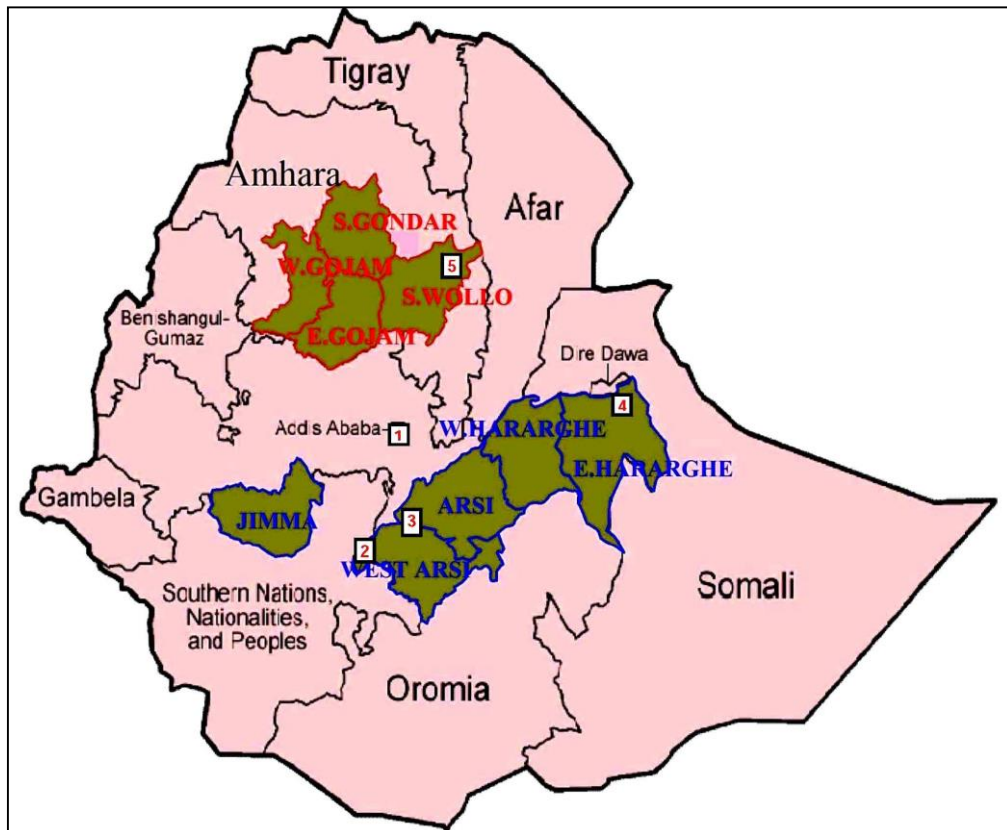 Tigray
Amhara
Afar
S.GONDAR
W.GOJAM
5
S.WOLLO
Benishangul-
Gumaz
E.GOJAM
Dire Dawa
4
Addis Ababa
1
W.HARARGHE
E.HARARGHE
Gambela
JIMMA
ARSI
3
2
WEST ARSI
Southern Nations,
Nationalities,
and Peoples
Somali
Oromia